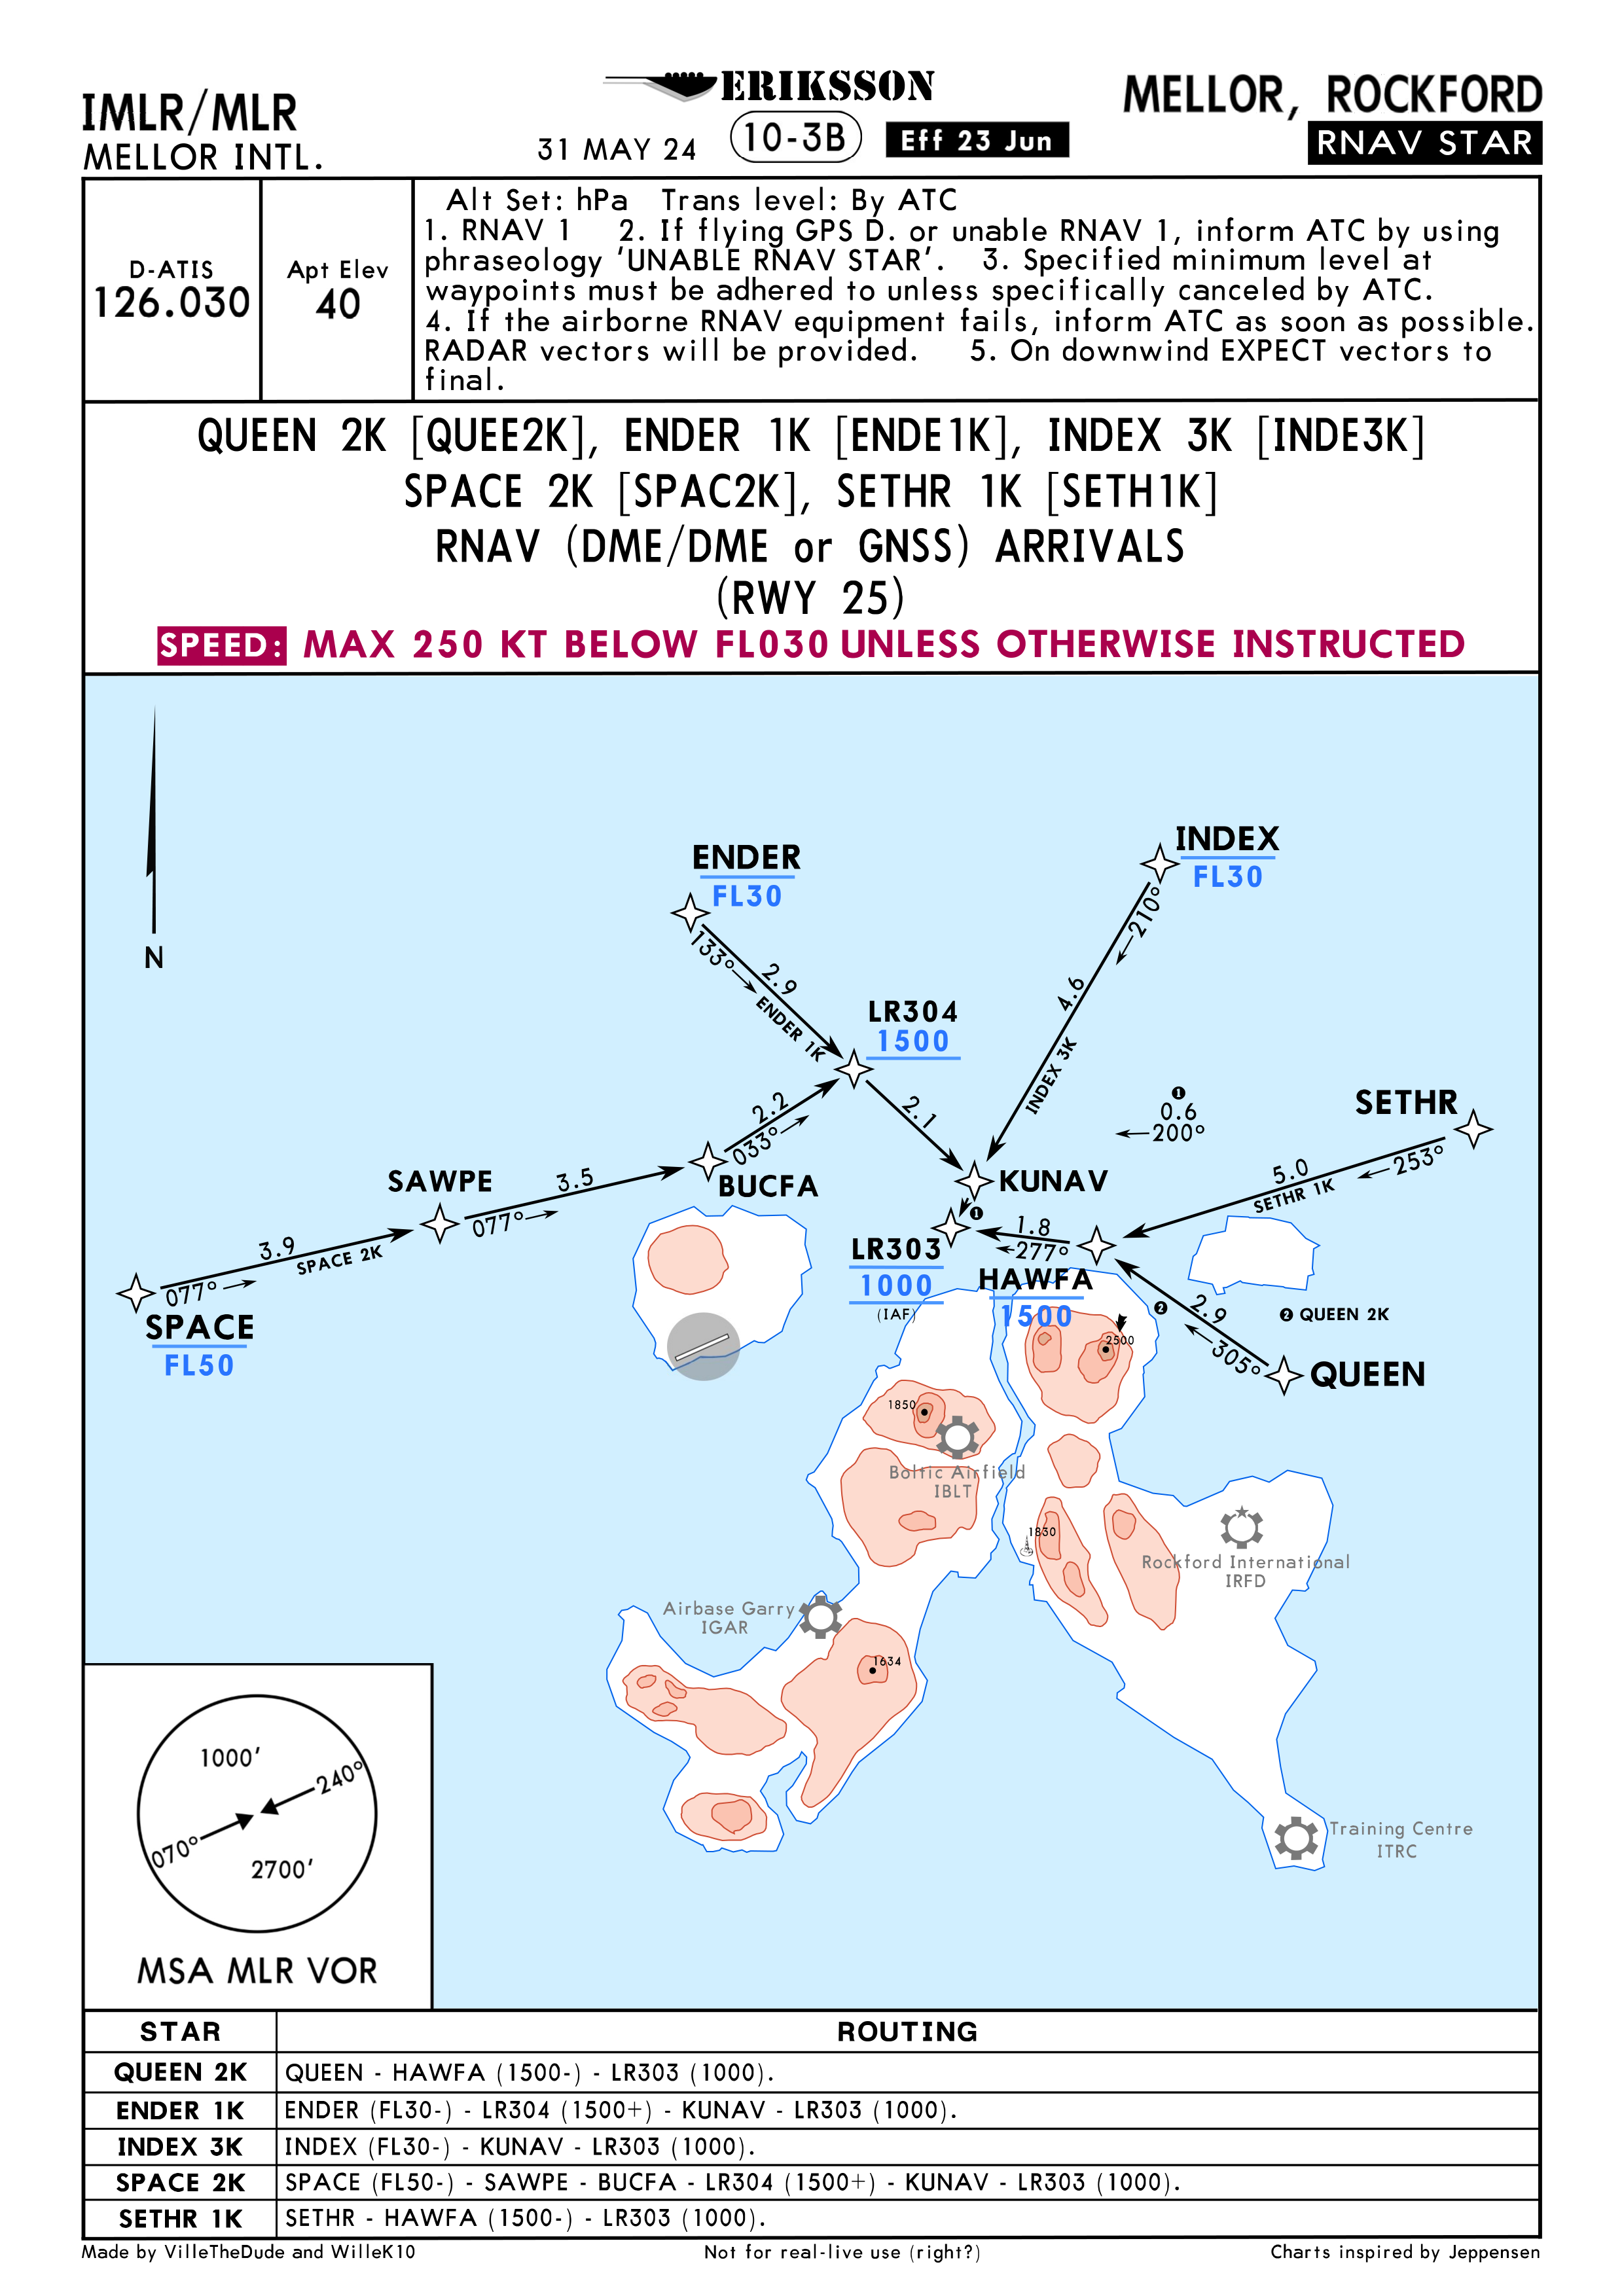 IMLR/MLR
MELLOR INTL.
ERIKSSON
31 MAY 24
10-3B
Eff 23 Jun
MELLOR, ROCKFORD
RNAV STAR
D-ATIS
126.030
Apt Elev
40
Alt Set: hPa Trans level: By ATC
1. RNAV 1 2. If flying GPS D. or unable RNAV 1, inform ATC by using
phraseology 'UNABLE RNAV STAR'. 3. Specified minimum level at
waypoints must be adhered to unless specifically canceled by ATC.
4. If the airborne RNAV equipment fails, inform ATC as soon as possible.
RADAR vectors will be provided. 5. On downwind EXPECT vectors to
final.
QUEEN 2K [QUEE2K], ENDER 1K [ENDE1K], INDEX 3K [INDE3K]
SPACE 2K [SPAC2K], SETHR 1K [SETH1K]
RNAV (DME/DME or GNSS) ARRIVALS
(RWY 25)
SPEED: MAX 250 KT BELOW FL030 UNLESS OTHERWISE INSTRUCTED
N
ENDER
FL30
133°
2.9
ENDER 1K
INDEX
FL30
210°
4.6
INDEX 3K
LR304
1500
2.1
❶
0.6
200°
SETHR
253°
5.0
SETHR 1K
2.2
033°
BUCFA
SAWPE
3.5
077°
KUNAV
❶
3.9
SPACE 2K
077°
SPACE
FL50
LR303
1000
(IAF)
1.8
277°
HAWFA
1500
❷
2.9
305°
❷ QUEEN 2K
QUEEN
2500
1850
Boltic Airfield
IBLT
1830
Rockford International
IRFD
Airbase Garry
IGAR
1634
Training Centre
ITRC
1000'
240°
070°
2700'
MSA MLR VOR
STAR ROUTING
QUEEN 2K QUEEN - HAWFA (1500-) - LR303 (1000).
ENDER 1K ENDER (FL30-) - LR304 (1500+) - KUNAV - LR303 (1000).
INDEX 3K INDEX (FL30-) - KUNAV - LR303 (1000).
SPACE 2K SPACE (FL50-) - SAWPE - BUCFA - LR304 (1500+) - KUNAV - LR303 (1000).
SETHR 1K SETHR - HAWFA (1500-) - LR303 (1000).
Made by VilleTheDude and WilleK10
Not for real-live use (right?)
Charts inspired by Jeppensen